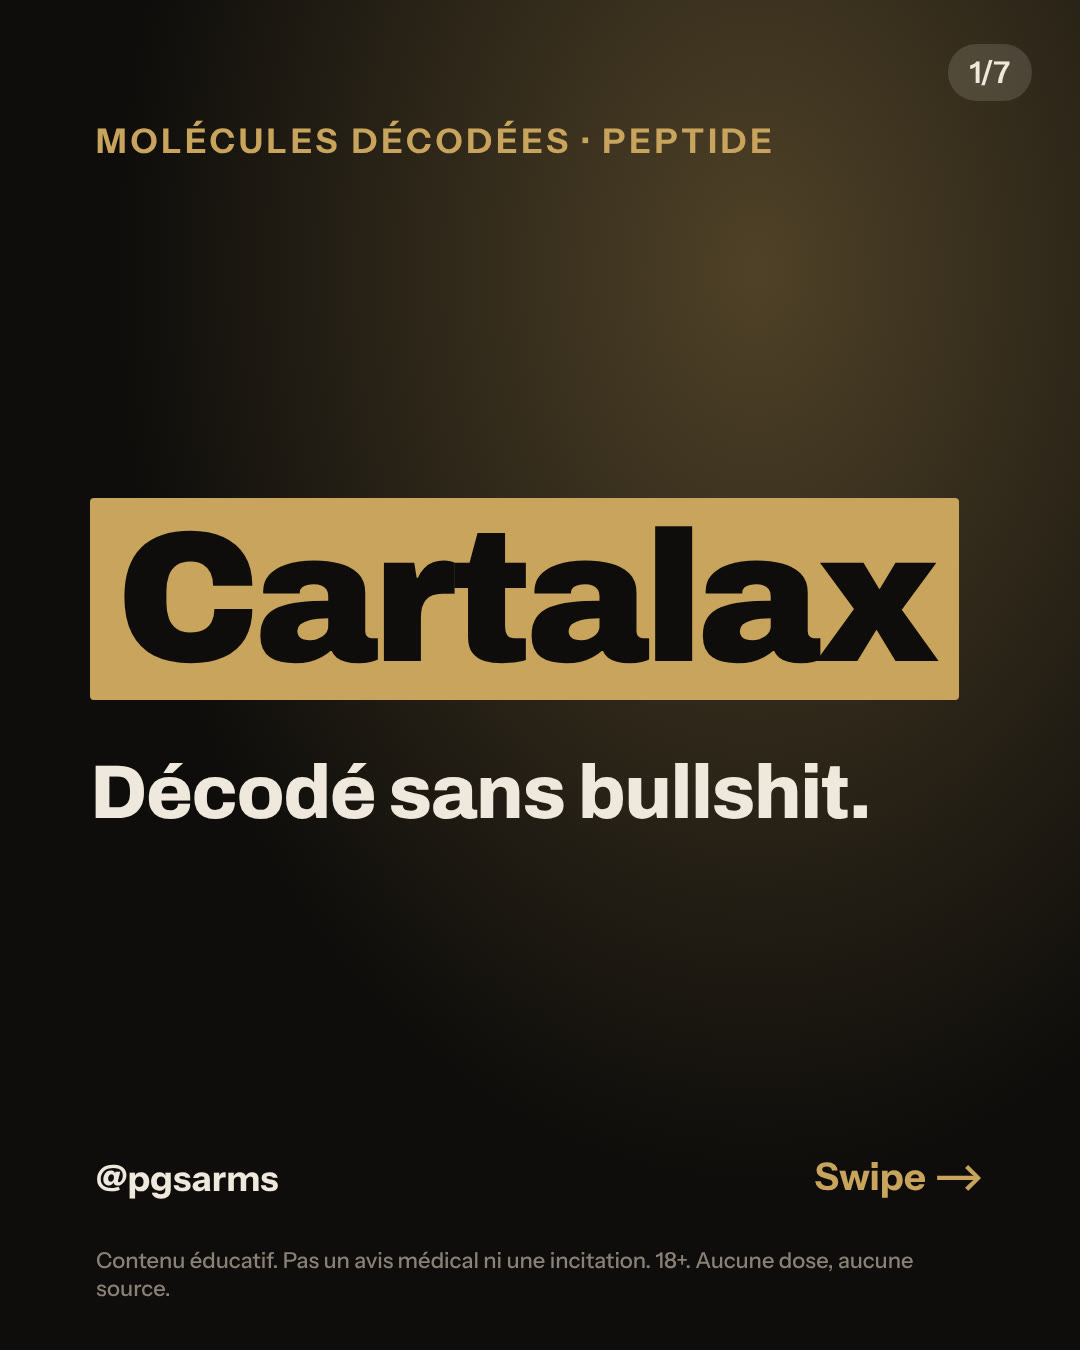 1/7
MOLÉCULES DÉCODÉES · PEPTIDE
Cartalax
Décodé sans bullshit.
@pgsarms
Swipe →
Contenu éducatif. Pas un avis médical ni une incitation. 18+. Aucune dose, aucune
source.